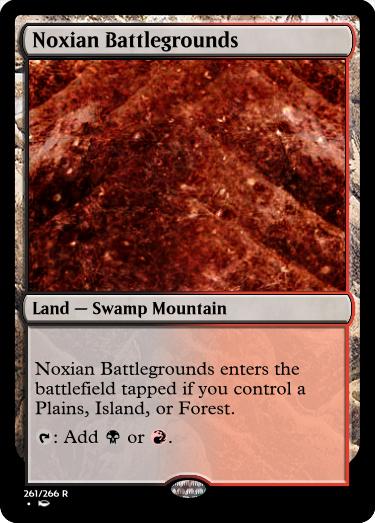 Noxian Battlegrounds
Land — Swamp Mountain
Noxian Battlegrounds enters the
battlefield tapped if you control a
Plains, Island, or Forest.
: Add or .
261/266 R